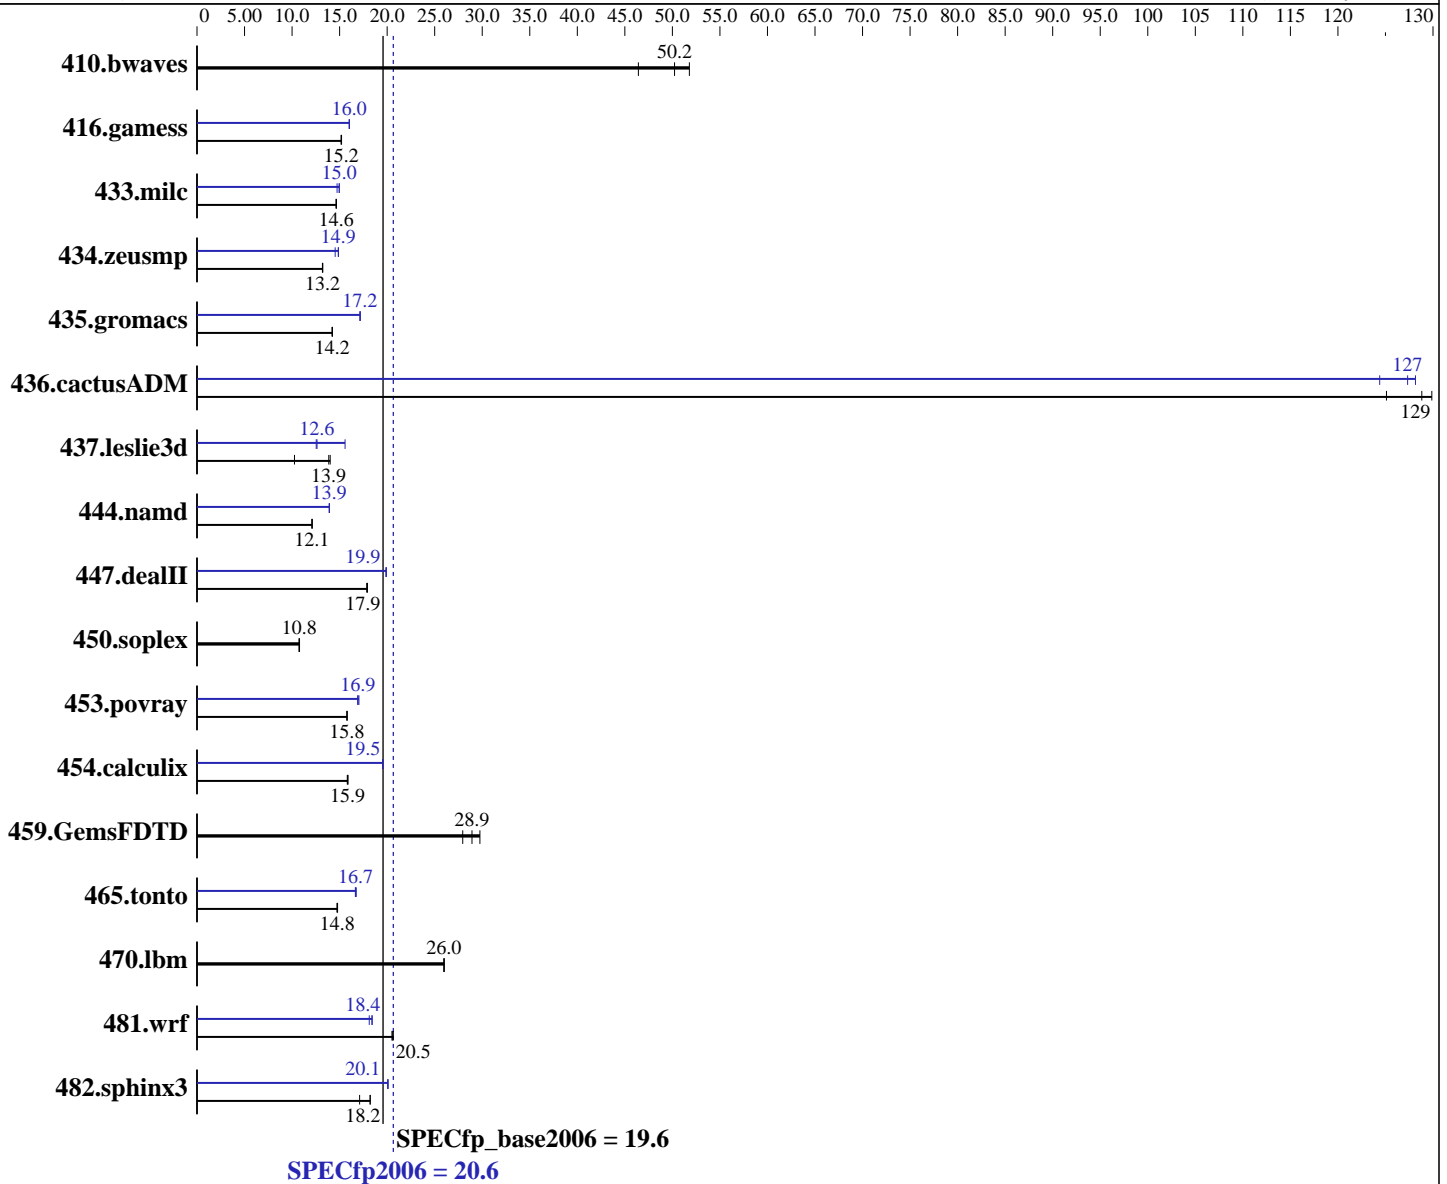 0 5.00 10.0 15.0 20.0 25.0 30.0 35.0 40.0 45.0 50.0 55.0 60.0 65.0 70.0 75.0 80.0 85.0 90.0 95.0 100 105 110 115 120 130
50.2
410.bwaves
16.0
416.gamess
15.2
15.0
433.milc
14.6
14.9
434.zeusmp
13.2
17.2
435.gromacs
14.2
127
436.cactusADM
129
12.6
437.leslie3d
13.9
13.9
444.namd
12.1
19.9
447.dealII
17.9
10.8
450.soplex
16.9
453.povray
15.8
19.5
454.calculix
15.9
28.9
459.GemsFDTD
16.7
465.tonto
14.8
26.0
470.lbm
18.4
481.wrf
20.5
20.1
482.sphinx3
18.2
SPECfp_base2006 = 19.6
SPECfp2006 = 20.6